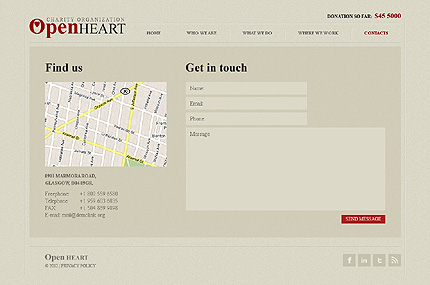 CHARITY ORGANIZATION
Open HEART
DONATION SO FAR: $45 5000
HOME
WHO WE ARE
WHAT WE DO
WHERE WE WORK
CONTACTS
Find us
Get in touch
Name
Email
Phone
Message
SEND MESSAGE
8901 MARMORA ROAD,
GLASGOW, D04 89GR,
Freephone: +1 800 559 6580
Telephone: +1 959 603 6035
FAX: +1 504 889 9898
E-mail: mail@demolink.org
Open HEART
© 2012 | PRIVACY POLICY